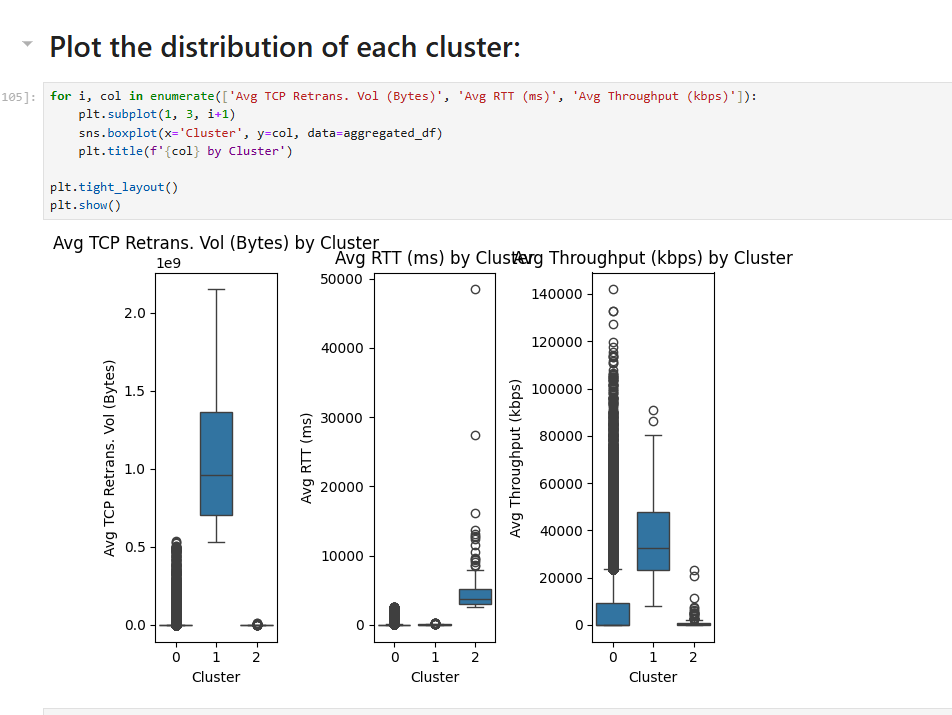 Plot the distribution of each cluster:
105]:
for i, col in enumerate(['Avg TCP Retrans. Vol (Bytes)', 'Avg RTT (ms)', 'Avg Throughput (kbps)']):
    plt.subplot(1, 3, i+1)
    sns.boxplot(x='Cluster', y=col, data=aggregated_df)
    plt.title(f'{col} by Cluster')
plt.tight_layout()
plt.show()
Avg TCP Retrans. Vol (Bytes) by Cluster
1e9
2.0
1.5
1.0
0.5
0.0
Avg TCP Retrans. Vol (Bytes)
0 1 2
Cluster
Avg RTT (ms) by Cluster
50000
40000
30000
20000
10000
0
Avg RTT (ms)
0 1 2
Cluster
Avg Throughput (kbps) by Cluster
140000
120000
100000
80000
60000
40000
20000
0
Avg Throughput (kbps)
0 1 2
Cluster